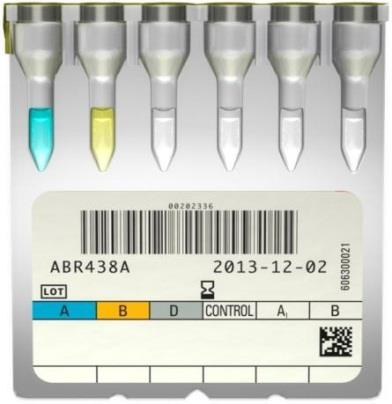 00202336
ABR438A 2013-12-02
606300021
LOT
A B D CONTROL A₁ B